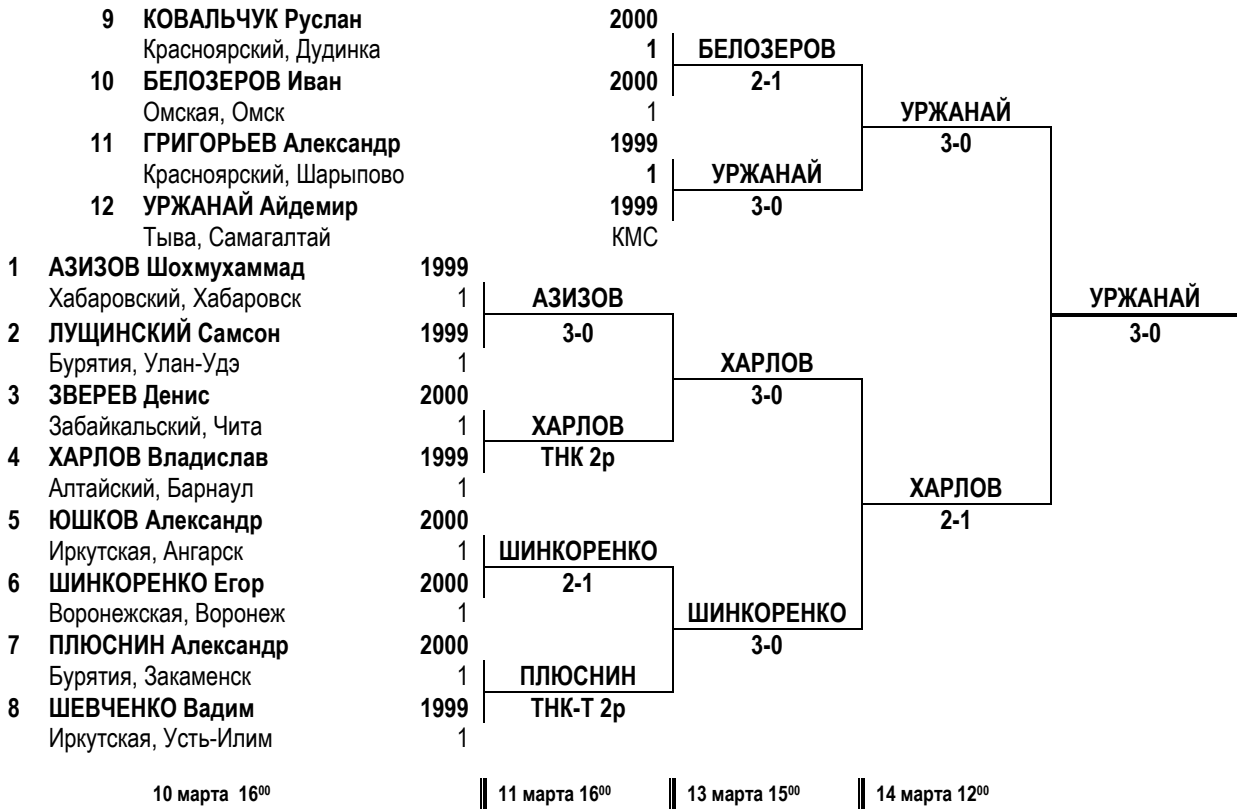 9 КОВАЛЬЧУК Руслан 2000
Красноярский, Дудинка 1 БЕЛОЗЕРОВ
10 БЕЛОЗЕРОВ Иван 2000 2-1
Омская, Омск 1 УРЖАНАЙ
11 ГРИГОРЬЕВ Александр 1999 3-0
Красноярский, Шарыпово 1 УРЖАНАЙ
12 УРЖАНАЙ Айдемир 1999 3-0
Тыва, Самагалтай КМС
1 АЗИЗОВ Шохмухаммад 1999
Хабаровский, Хабаровск 1 АЗИЗОВ УРЖАНАЙ
2 ЛУЩИНСКИЙ Самсон 1999 3-0 3-0
Бурятия, Улан-Удэ 1 ХАРЛОВ
3 ЗВЕРЕВ Денис 2000 3-0
Забайкальский, Чита 1 ХАРЛОВ
4 ХАРЛОВ Владислав 1999 ТНК 2р
Алтайский, Барнаул 1 ХАРЛОВ
5 ЮШКОВ Александр 2000 2-1
Иркутская, Ангарск 1 ШИНКОРЕНКО
6 ШИНКОРЕНКО Егор 2000 2-1
Воронежская, Воронеж 1 ШИНКОРЕНКО
7 ПЛЮСНИН Александр 2000 3-0
Бурятия, Закаменск 1 ПЛЮСНИН
8 ШЕВЧЕНКО Вадим 1999 ТНК-Т 2р
Иркутская, Усть-Илим 1
10 марта 16⁰⁰ 11 марта 16⁰⁰ 13 марта 15⁰⁰ 14 марта 12⁰⁰